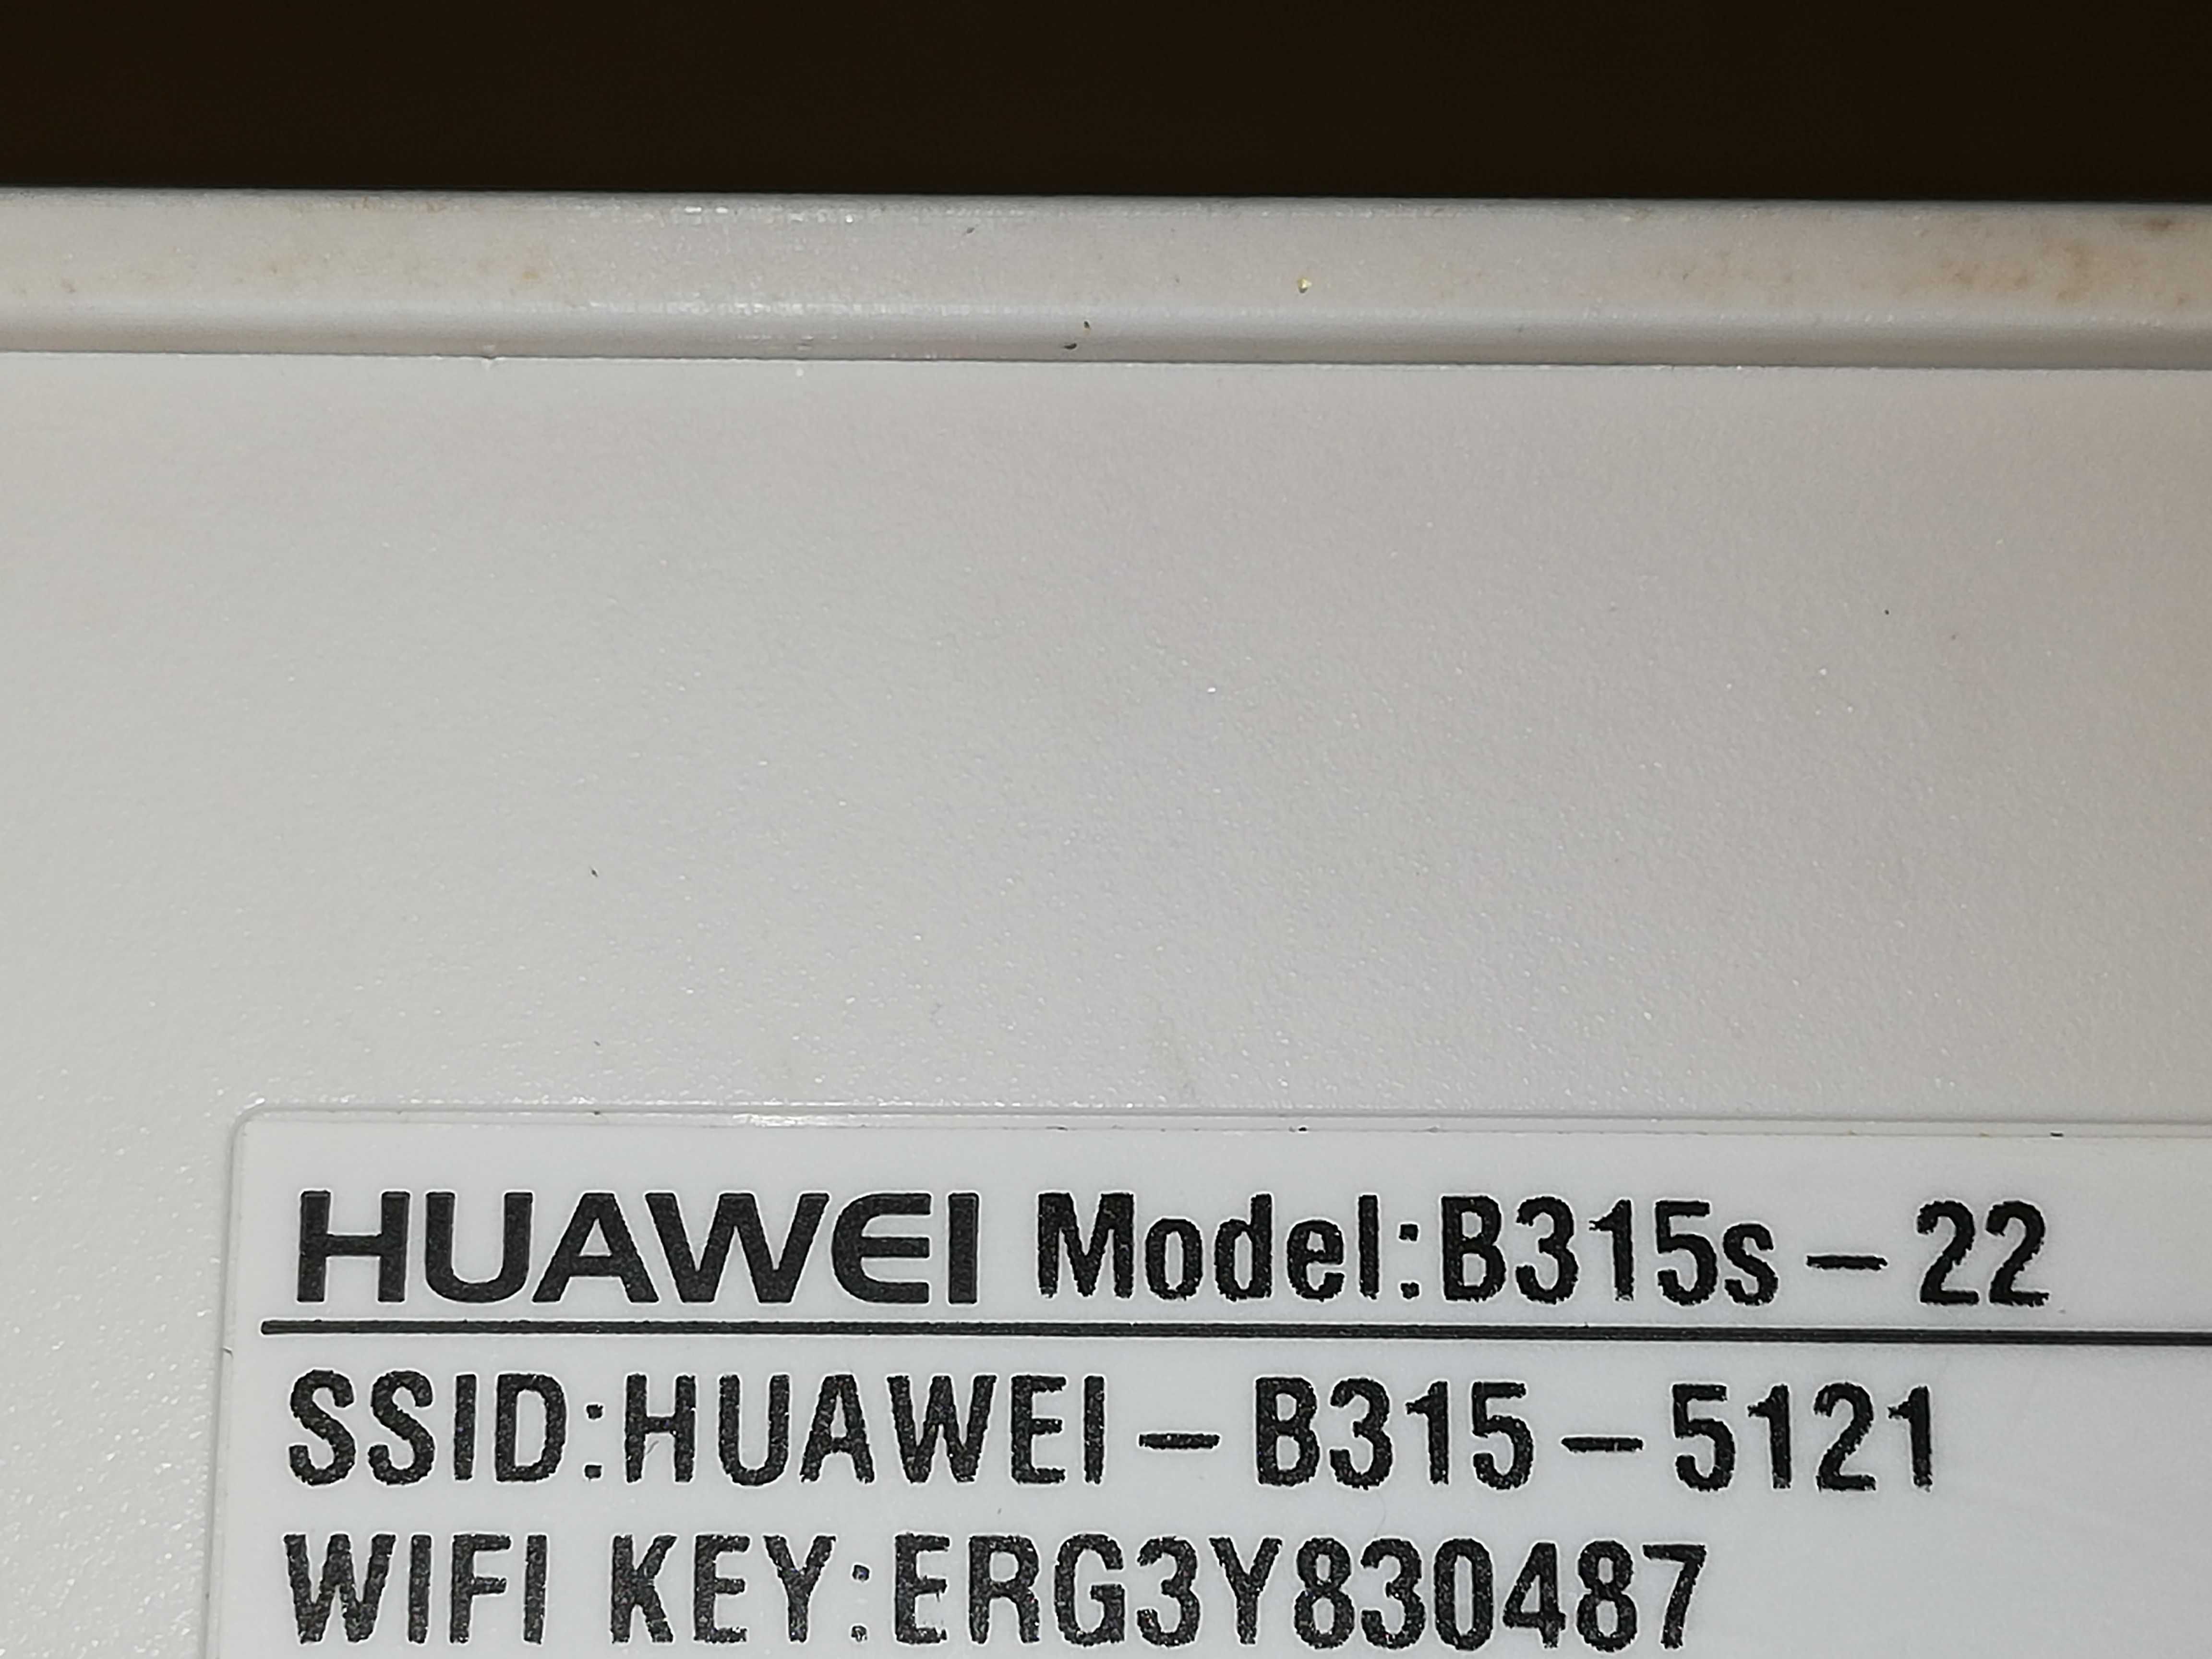 HUAWEI Model:B315s-22
SSID:HUAWEI-B315-5121
WIFI KEY:ERG3Y830487